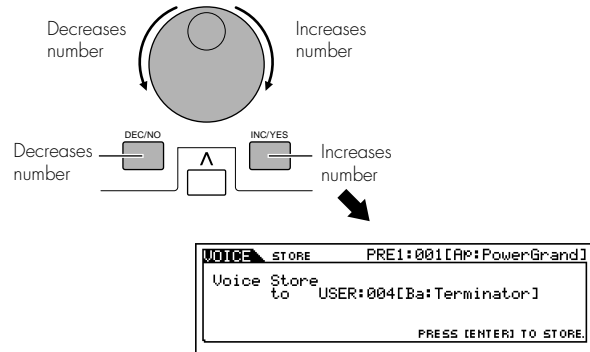 Decreases number
Increases number
DEC/NO
INC/YES
Decreases number
Increases number
Λ
VOICE STORE PRE1:001[AP:PowerGrand]
Voice Store
to USER:004[Ba:Terminator]
PRESS [ENTER] TO STORE.